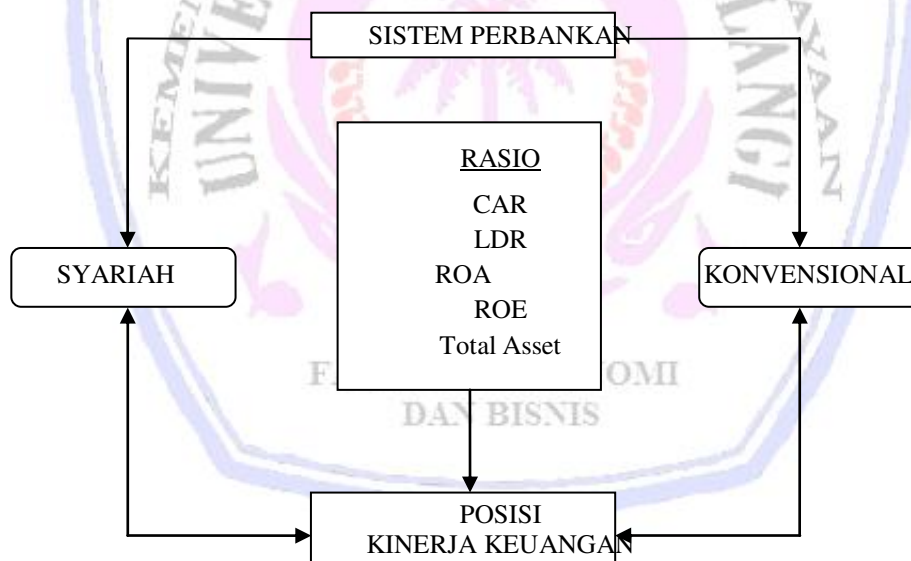 SISTEM PERBANKAN
RASIO
CAR
LDR
ROA
ROE
Total Asset
SYARIAH
KONVENSIONAL
DAN BISNIS
POSISI
KINERJA KEUANGAN